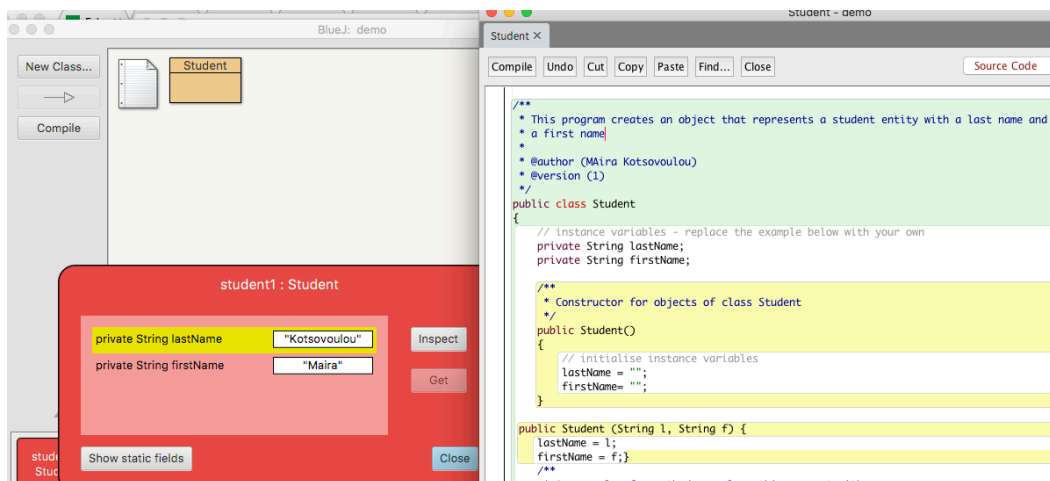 BlueJ: demo
New Class...
Compile
Student
student1 : Student
private String lastName
"Kotsovoulou"
private String firstName
"Maira"
Inspect
Get
Show static fields
Close
Student - demo
Student ×
Compile
Undo
Cut
Copy
Paste
Find...
Close
Source Code
/**
* This program creates an object that represents a student entity with a last name and
* a first name
*
* @author (MAira Kotsovoulou)
* @version (1)
*/
public class Student
{
// instance variables - replace the example below with your own
private String lastName;
private String firstName;
/**
* Constructor for objects of class Student
*/
public Student()
{
// initialise instance variables
lastName = "";
firstName= "";
}
public Student (String l, String f) {
lastName = l;
firstName = f;}
/**